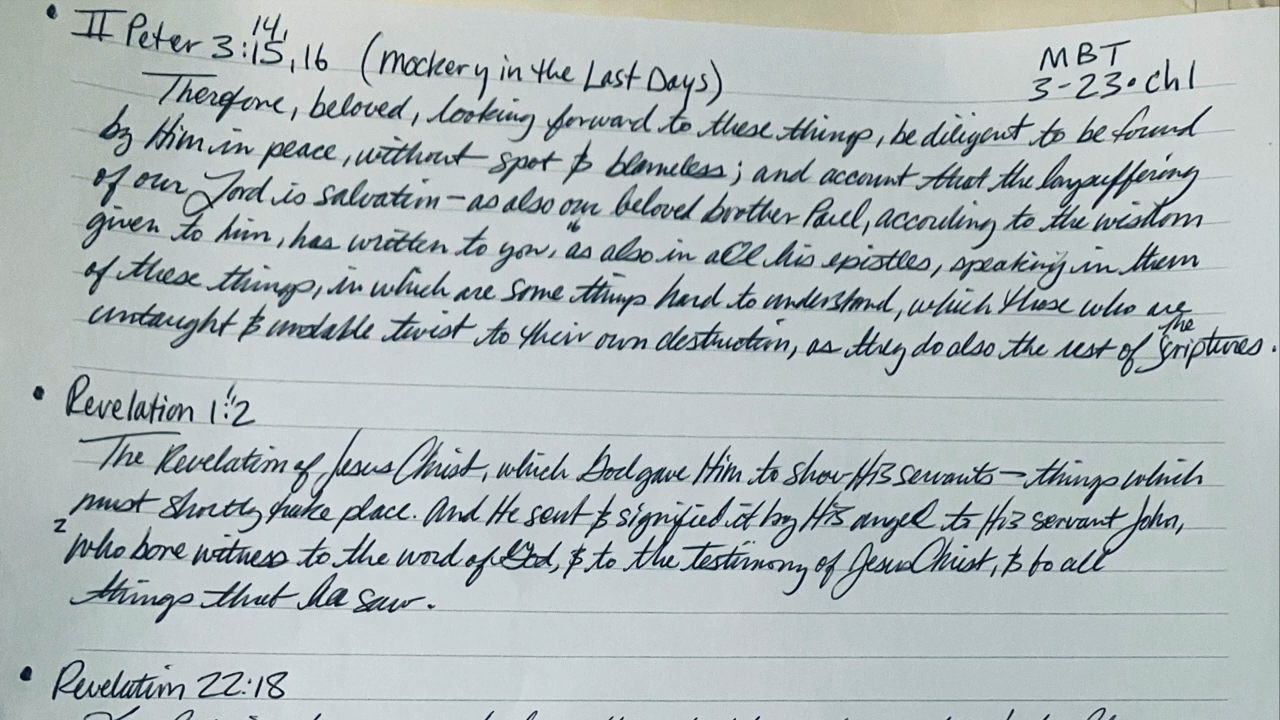 • II Peter 3:14,15,16 (Mockery in the Last Days)
MBT
3-23•ch1
Therefore, beloved, looking forward to these things, be diligent to be found
by Him in peace, without spot & blameless; and account that the longsuffering
of our Lord is salvation – as also our beloved brother Paul, according to the wisdom
given to him, has written to you, 16 as also in all his epistles, speaking in them
of these things, in which are some things hard to understand, which those who are
untaught & unstable twist to their own destruction, as they do also the rest of the Scriptures.
• Revelation 1:1,2
The Revelation of Jesus Christ, which God gave Him to show His servants – things which
must shortly take place. And He sent & signified it by His angel to His servant John,
2 who bore witness to the word of God, & to the testimony of Jesus Christ, & to all
things that he saw.
• Revelation 22:18